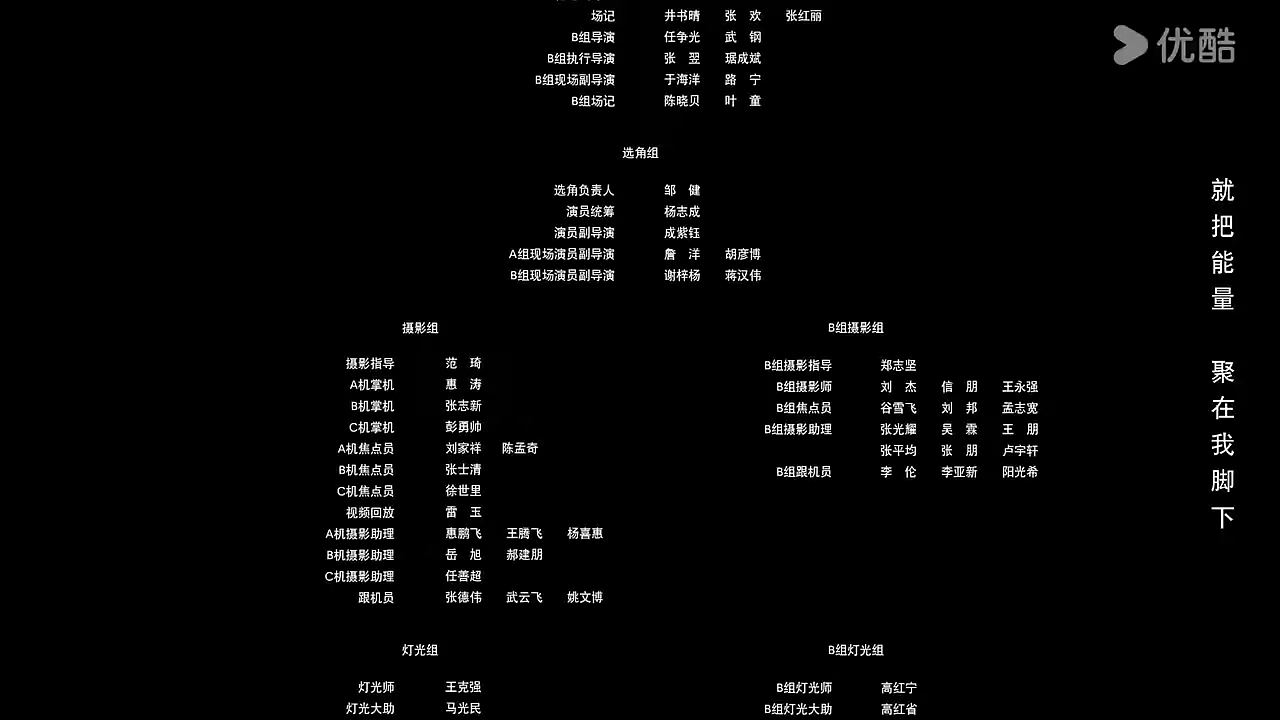 场记 井书晴 张 欢 张红丽
B组导演 任争光 武 钢
B组执行导演 张 翌 琚成斌
B组现场副导演 于海洋 路 宁
B组场记 陈晓贝 叶 童
选角组
选角负责人 邹 健
演员统筹 杨志成
演员副导演 成紫钰
A组现场演员副导演 詹 洋 胡彦博
B组现场演员副导演 谢梓杨 蒋汉伟
摄影组
摄影指导 范 琦
A机掌机 惠 涛
B机掌机 张志新
C机掌机 彭勇帅
A机焦点员 刘家祥 陈孟奇
B机焦点员 张士清
C机焦点员 徐世里
视频回放 雷 玉
A机摄影助理 惠鹏飞 王腾飞 杨喜惠
B机摄影助理 岳 旭 郝建朋
C机摄影助理 任善超
跟机员 张德伟 武云飞 姚文博
B组摄影组
B组摄影指导 郑志坚
B组摄影师 刘 杰 信 朋 王永强
B组焦点员 谷雪飞 刘 邦 孟志宽
B组摄影助理 张光耀 吴 霖 王 朋
张平均 张 朋 卢宇轩
B组跟机员 李 伦 李亚新 阳光希
灯光组
灯光师 王克强
灯光大助 马光民
B组灯光组
B组灯光师 高红宁
B组灯光大助 高红省
优酷
就把能量 聚在我脚下